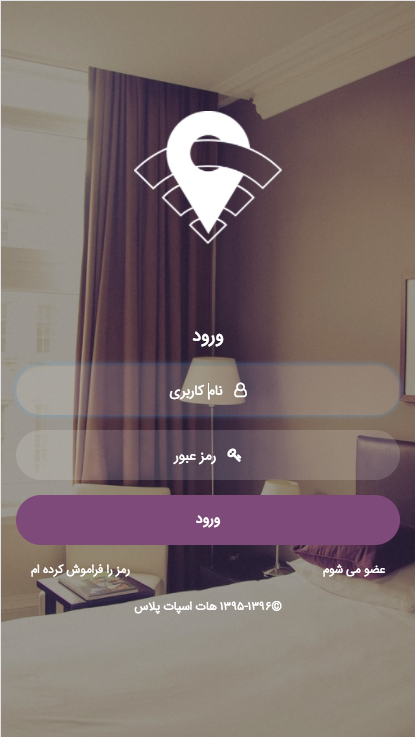 ورود
نام کاربری
رمز عبور
ورود
عضو می شوم
رمز را فراموش کرده ام
©۱۳۹۵-۱۳۹۶ هات اسپات پلاس